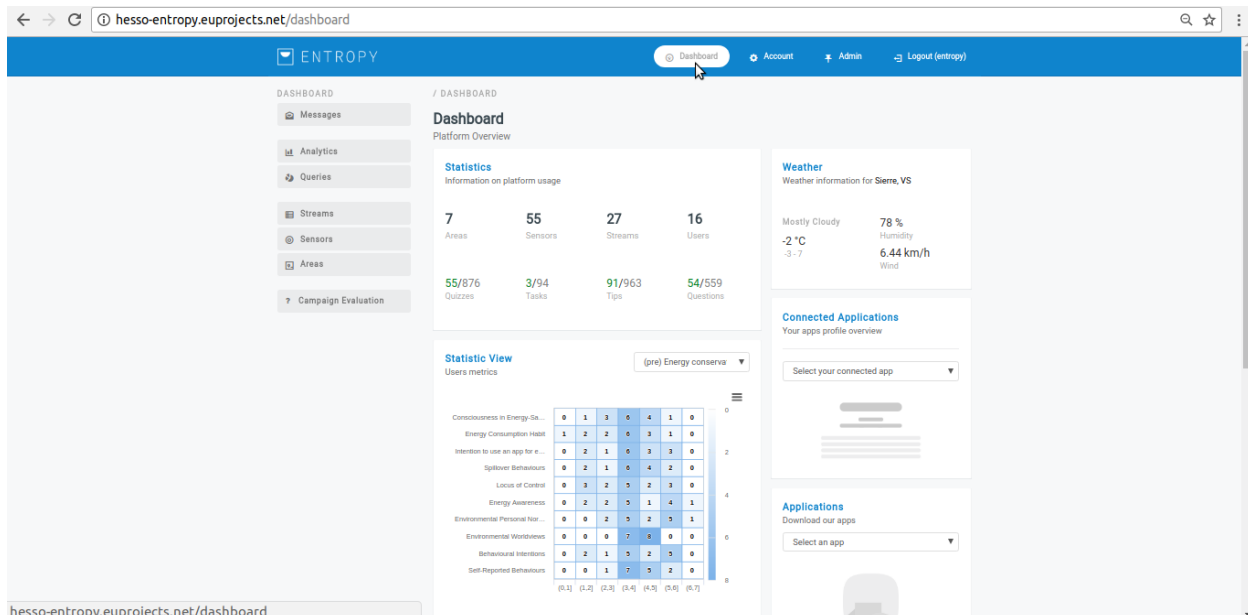 hesso-entropy.euprojects.net/dashboard
ENTROPY
Dashboard
Account
Admin
Logout (entropy)
DASHBOARD
Messages
Analytics
Queries
Streams
Sensors
Areas
? Campaign Evaluation
/ DASHBOARD
Dashboard
Platform Overview
Statistics
Information on platform usage
7 55 27 16
Areas Sensors Streams Users
55/876 3/94 91/963 54/559
Quizzes Tasks Tips Questions
Statistic View
Users metrics
(pre) Energy conserva
Consciousness in Energy-Sa... 0 1 3 6 4 1 0
Energy Consumption Habit 1 2 2 6 3 1 0
Intention to use an app for e... 0 2 1 6 3 3 0
Spillover Behaviours 0 2 1 6 4 2 0
Locus of Control 0 3 2 5 2 3 0
Energy Awareness 0 2 2 5 1 4 1
Environmental Personal Nor... 0 0 2 5 2 5 1
Environmental Worldviews 0 0 0 7 8 0 0
Behavioural Intentions 0 2 1 5 2 5 0
Self-Reported Behaviours 0 0 1 7 5 2 0
(0,1] (1,2] (2,3] (3,4] (4,5] (5,6] (6,7]
0
2
4
6
8
Weather
Weather information for Sierre, VS
Mostly Cloudy
-2 °C
-3 - 7
78 %
Humidity
6.44 km/h
Wind
Connected Applications
Your apps profile overview
Select your connected app
Applications
Download our apps
Select an app
hesso-entropy.euprojects.net/dashboard